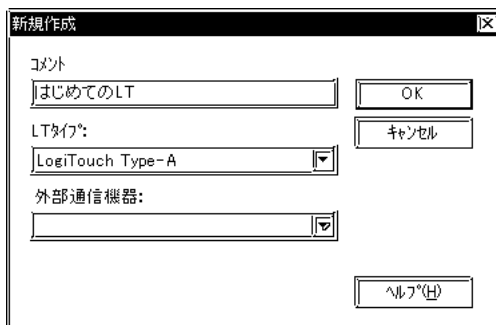 新規作成
ｺﾒﾝﾄ
はじめてのLT
OK
LTﾀｲﾌﾟ:
ｷｬﾝｾﾙ
LogiTouch Type-A
外部通信機器:
ﾍﾙﾌﾟ(H)